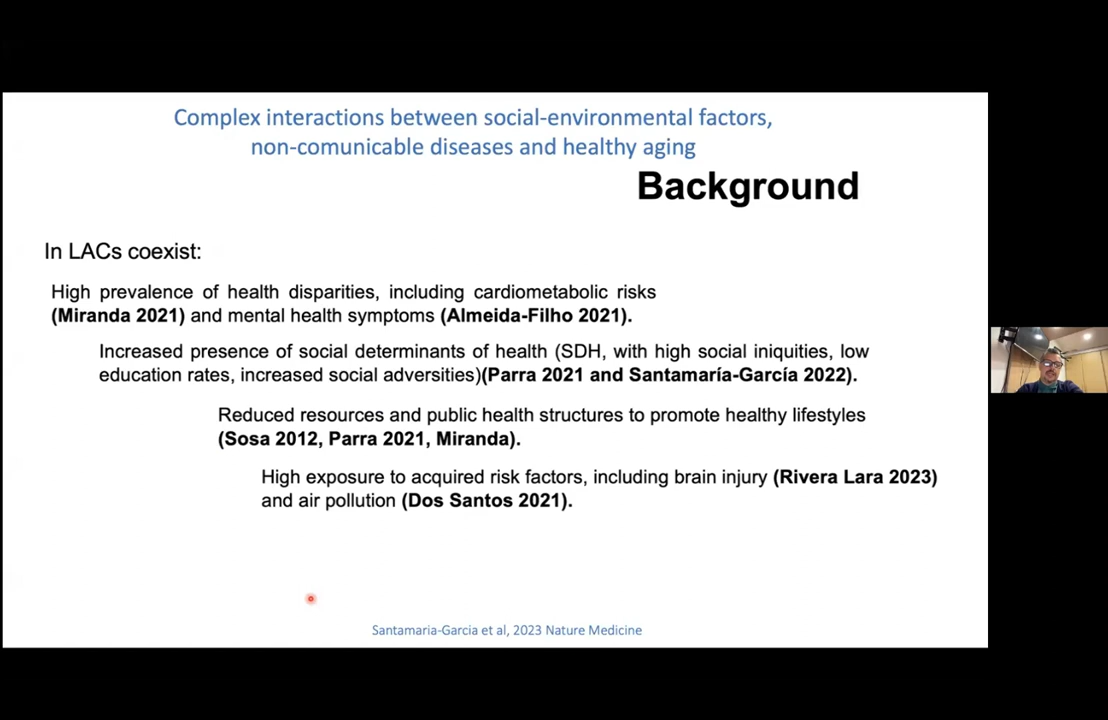 Complex interactions between social-environmental factors,
non-comunicable diseases and healthy aging
Background
In LACs coexist:
High prevalence of health disparities, including cardiometabolic risks
(Miranda 2021) and mental health symptoms (Almeida-Filho 2021).
Increased presence of social determinants of health (SDH, with high social iniquities, low
education rates, increased social adversities)(Parra 2021 and Santamaría-García 2022).
Reduced resources and public health structures to promote healthy lifestyles
(Sosa 2012, Parra 2021, Miranda).
High exposure to acquired risk factors, including brain injury (Rivera Lara 2023)
and air pollution (Dos Santos 2021).
Santamaria-Garcia et al, 2023 Nature Medicine